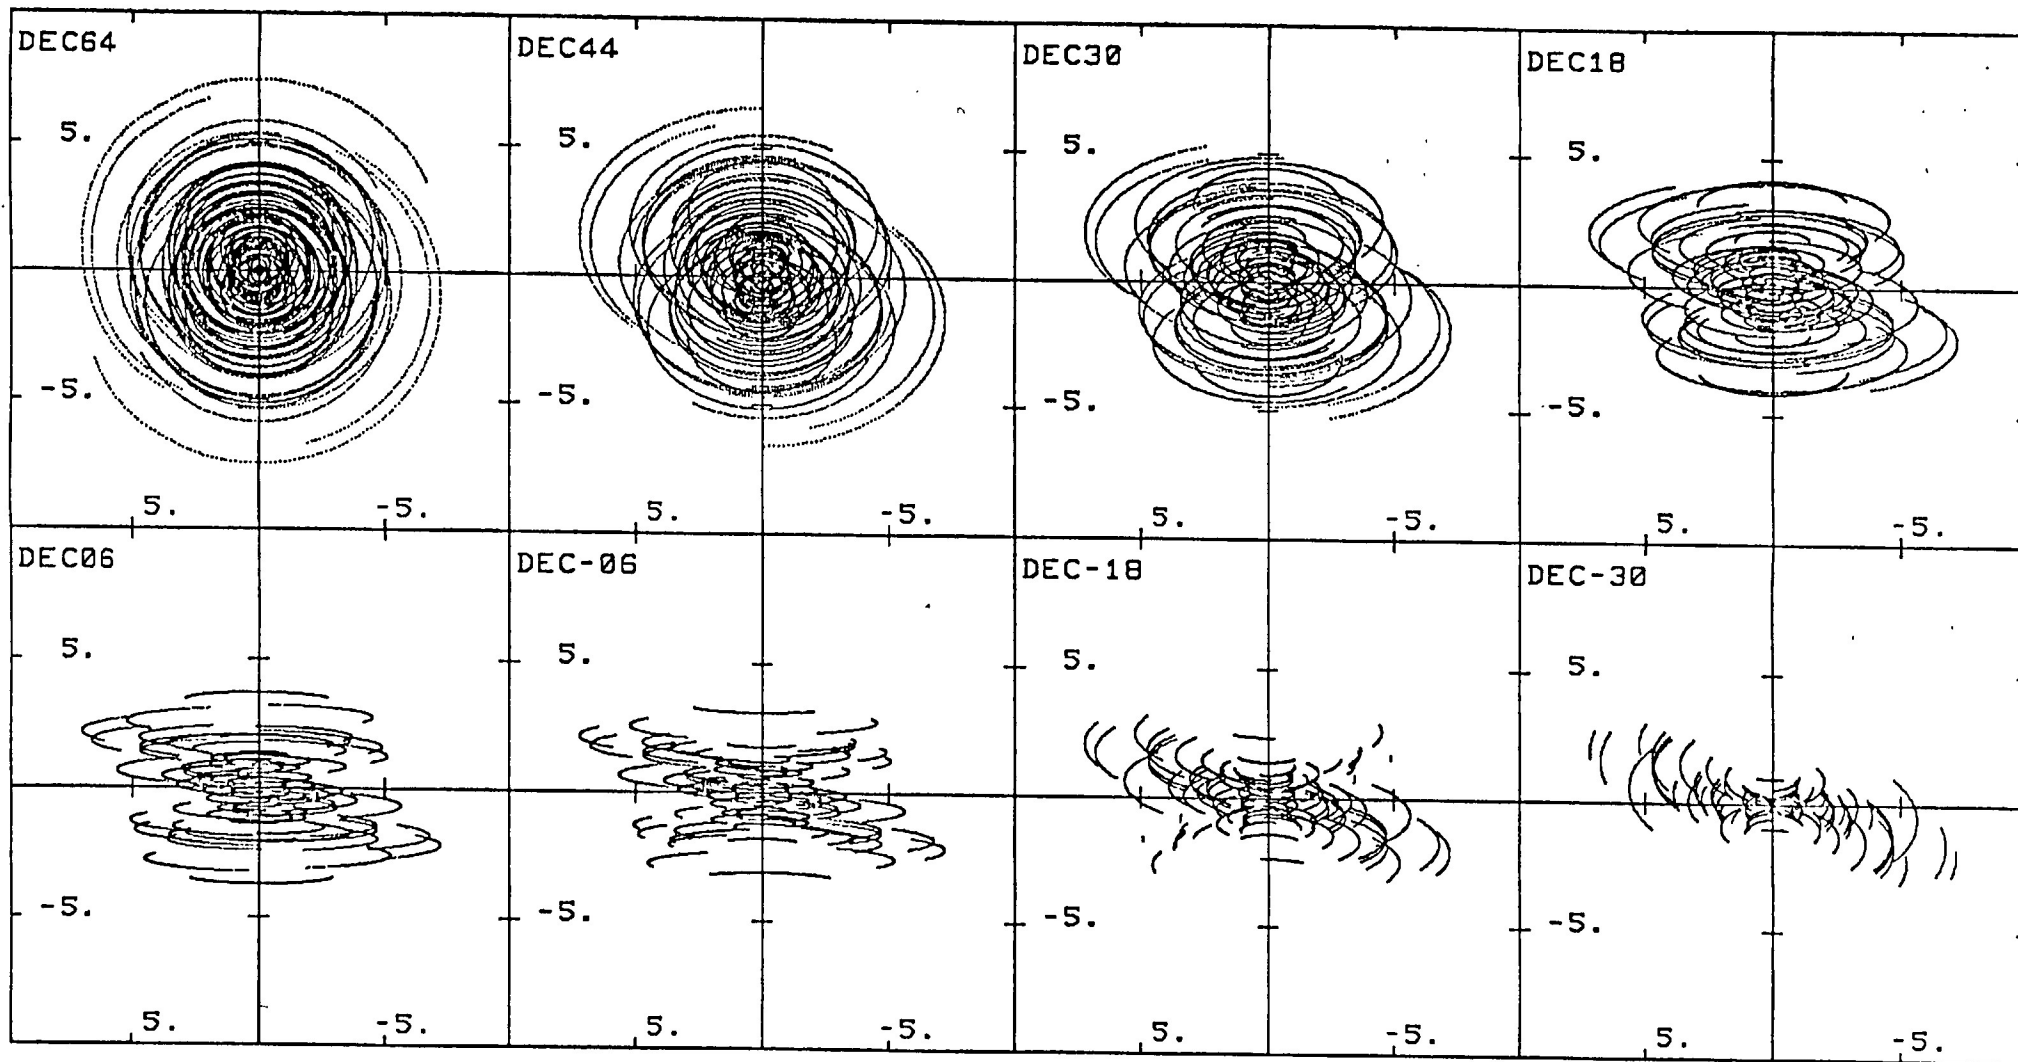 DEC64 DEC44 DEC30 DEC18
5. 5. 5. 5.
-5. -5. -5. -5.
5. -5. 5. -5. 5. -5. 5. -5.
DEC06 DEC-06 DEC-18 DEC-30
5. 5. 5. 5.
-5. -5. -5. -5.
5. -5. 5. -5. 5. -5. 5. -5.